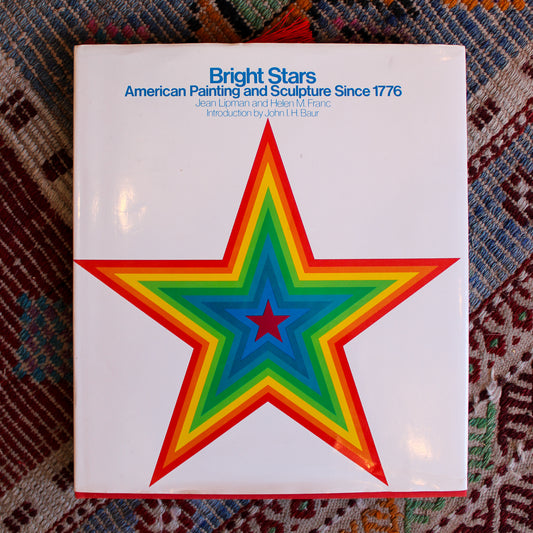 Bright Stars
American Painting and Sculpture Since 1776
Jean Lipman and Helen M. Franc
Introduction by John I. H. Baur